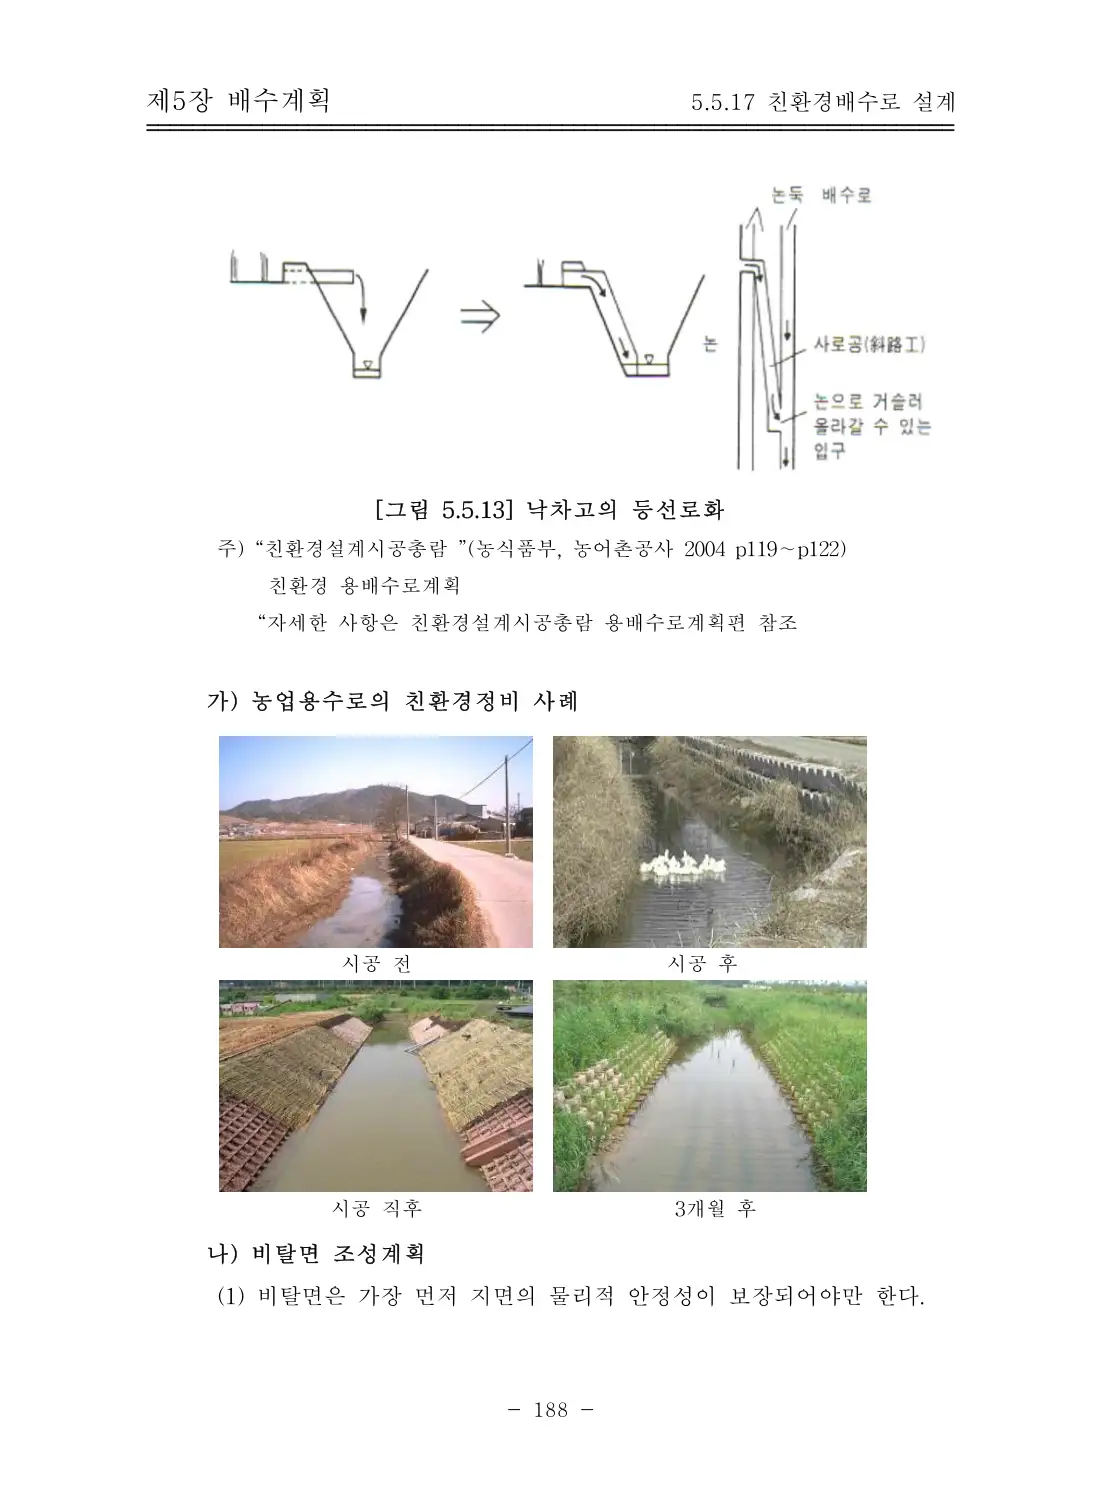 제5장 배수계획
5.5.17 친환경배수로 설계
논둑 배수로
논
사로공(斜路工)
논으로 거슬러
올라갈 수 있는
입구
[그림 5.5.13] 낙차고의 등선로화
주) “친환경설계시공총람 ”(농식품부, 농어촌공사 2004 p119~p122)
친환경 용배수로계획
“자세한 사항은 친환경설계시공총람 용배수로계획편 참조
가) 농업용수로의 친환경정비 사례
시공 전
시공 후
시공 직후
3개월 후
나) 비탈면 조성계획
(1) 비탈면은 가장 먼저 지면의 물리적 안정성이 보장되어야만 한다.
- 188 -